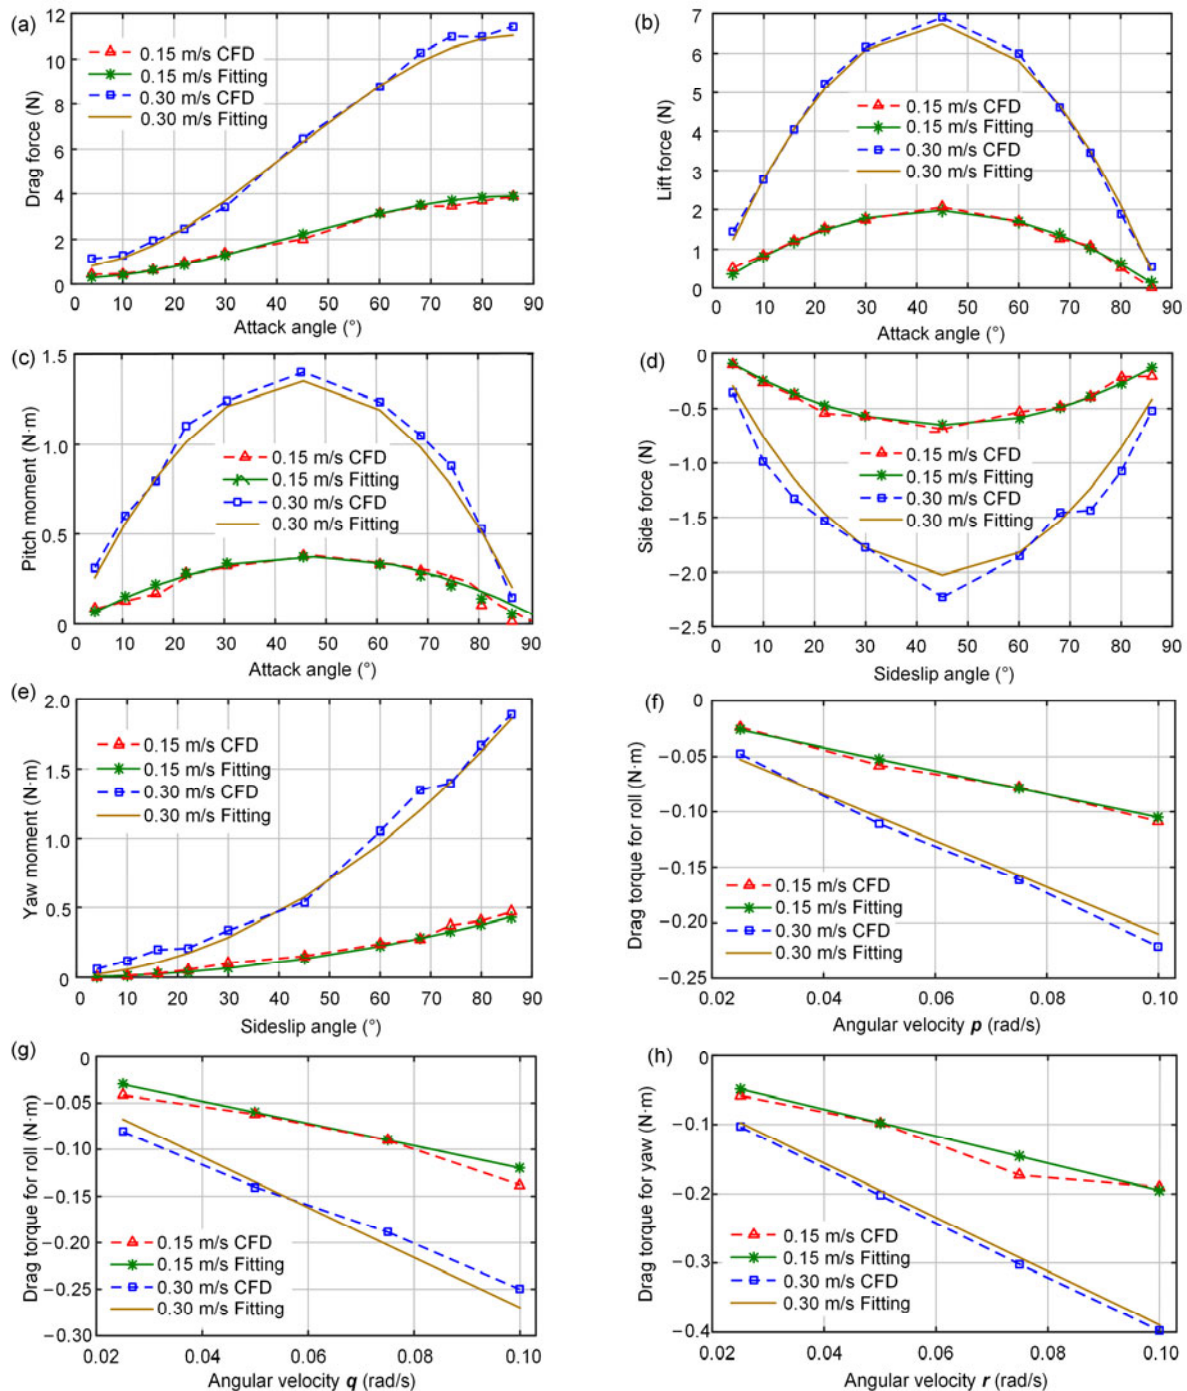 (a)
12
10
8
6
4
2
0
Drag force (N)
0.15 m/s CFD
0.15 m/s Fitting
0.30 m/s CFD
0.30 m/s Fitting
0 10 20 30 40 50 60 70 80 90
Attack angle (°)
(b)
7
6
5
4
3
2
1
0
Lift force (N)
0.15 m/s CFD
0.15 m/s Fitting
0.30 m/s CFD
0.30 m/s Fitting
0 10 20 30 40 50 60 70 80 90
Attack angle (°)
(c)
1.5
1.0
0.5
0
Pitch moment (N·m)
0.15 m/s CFD
0.15 m/s Fitting
0.30 m/s CFD
0.30 m/s Fitting
0 10 20 30 40 50 60 70 80 90
Attack angle (°)
(d)
0
−0.5
−1.0
−1.5
−2.0
−2.5
Side force (N)
0.15 m/s CFD
0.15 m/s Fitting
0.30 m/s CFD
0.30 m/s Fitting
0 10 20 30 40 50 60 70 80 90
Sideslip angle (°)
(e)
2.0
1.5
1.0
0.5
0
Yaw moment (N·m)
0.15 m/s CFD
0.15 m/s Fitting
0.30 m/s CFD
0.30 m/s Fitting
0 10 20 30 40 50 60 70 80 90
Sideslip angle (°)
(f)
0
−0.05
−0.10
−0.15
−0.20
−0.25
Drag torque for roll (N·m)
0.15 m/s CFD
0.15 m/s Fitting
0.30 m/s CFD
0.30 m/s Fitting
0.02 0.04 0.06 0.08 0.10
Angular velocity p (rad/s)
(g)
0
−0.05
−0.10
−0.15
−0.20
−0.25
−0.30
Drag torque for roll (N·m)
0.15 m/s CFD
0.15 m/s Fitting
0.30 m/s CFD
0.30 m/s Fitting
0.02 0.04 0.06 0.08 0.10
Angular velocity q (rad/s)
(h)
0
−0.1
−0.2
−0.3
−0.4
Drag torque for yaw (N·m)
0.15 m/s CFD
0.15 m/s Fitting
0.30 m/s CFD
0.30 m/s Fitting
0.02 0.04 0.06 0.08 0.10
Angular velocity r (rad/s)